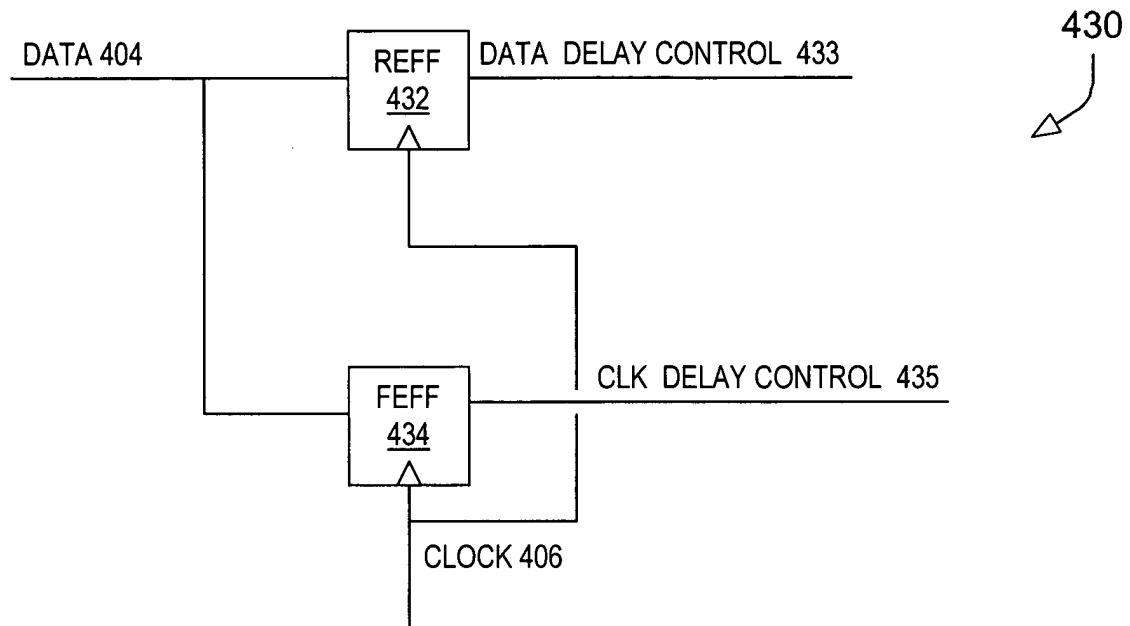 430
DATA 404
REFF
432
DATA DELAY CONTROL 433
CLK DELAY CONTROL 435
FEFF
434
CLOCK 406